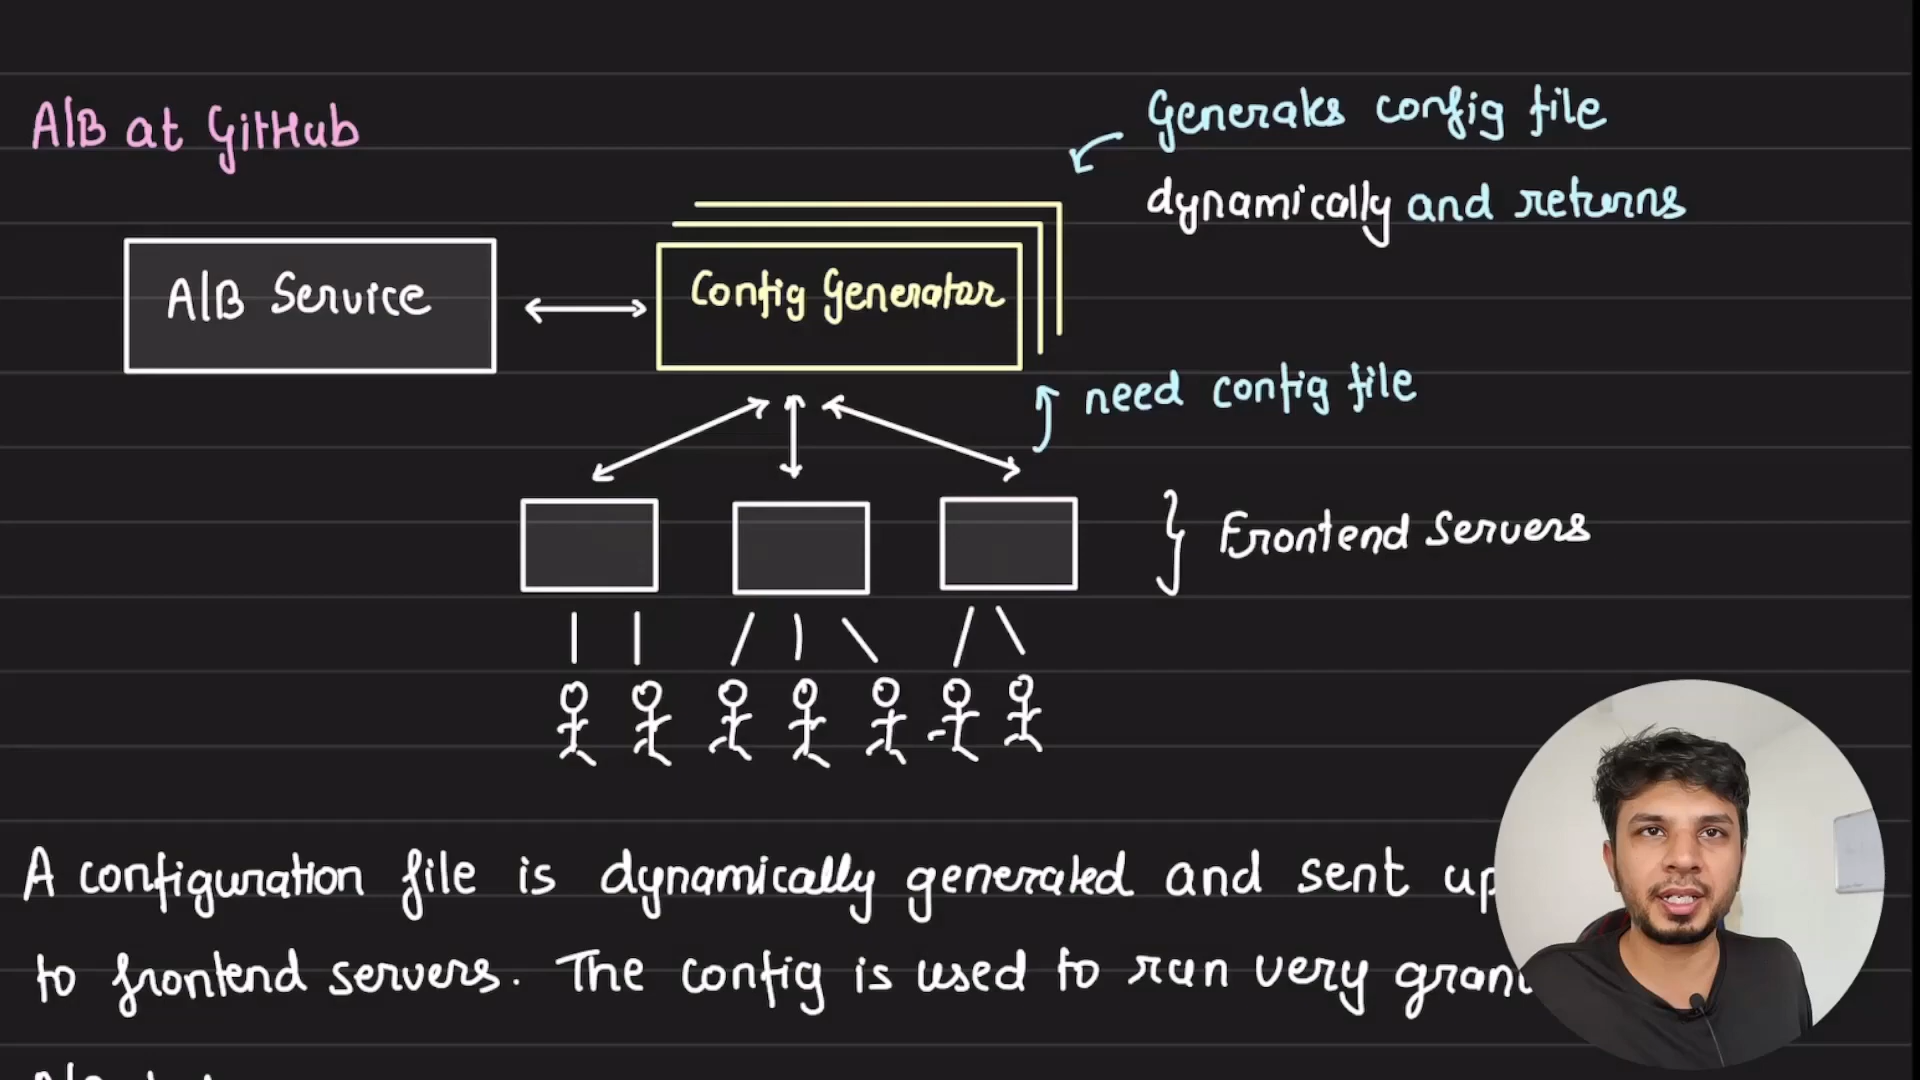 A/B at GitHub
Generates config file
dynamically and returns
A/B Service
Config Generator
need config file
Frontend Servers
A configuration file is dynamically generated and sent
to frontend servers. The config is used to run very